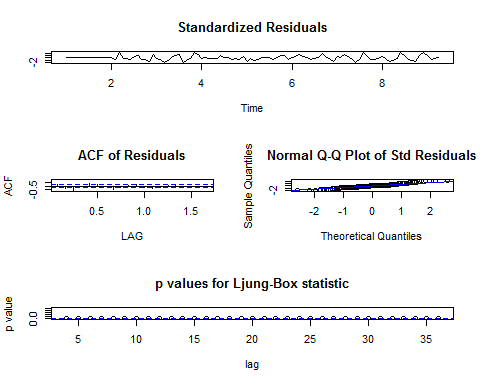 Standardized Residuals
-2
2 4 6 8
Time
ACF of Residuals
ACF
-0.5
0.5 1.0 1.5
LAG
Normal Q-Q Plot of Std Residuals
Sample Quantiles
-2
-2 -1 0 1 2
Theoretical Quantiles
p values for Ljung-Box statistic
p value
0.0
5 10 15 20 25 30 35
lag